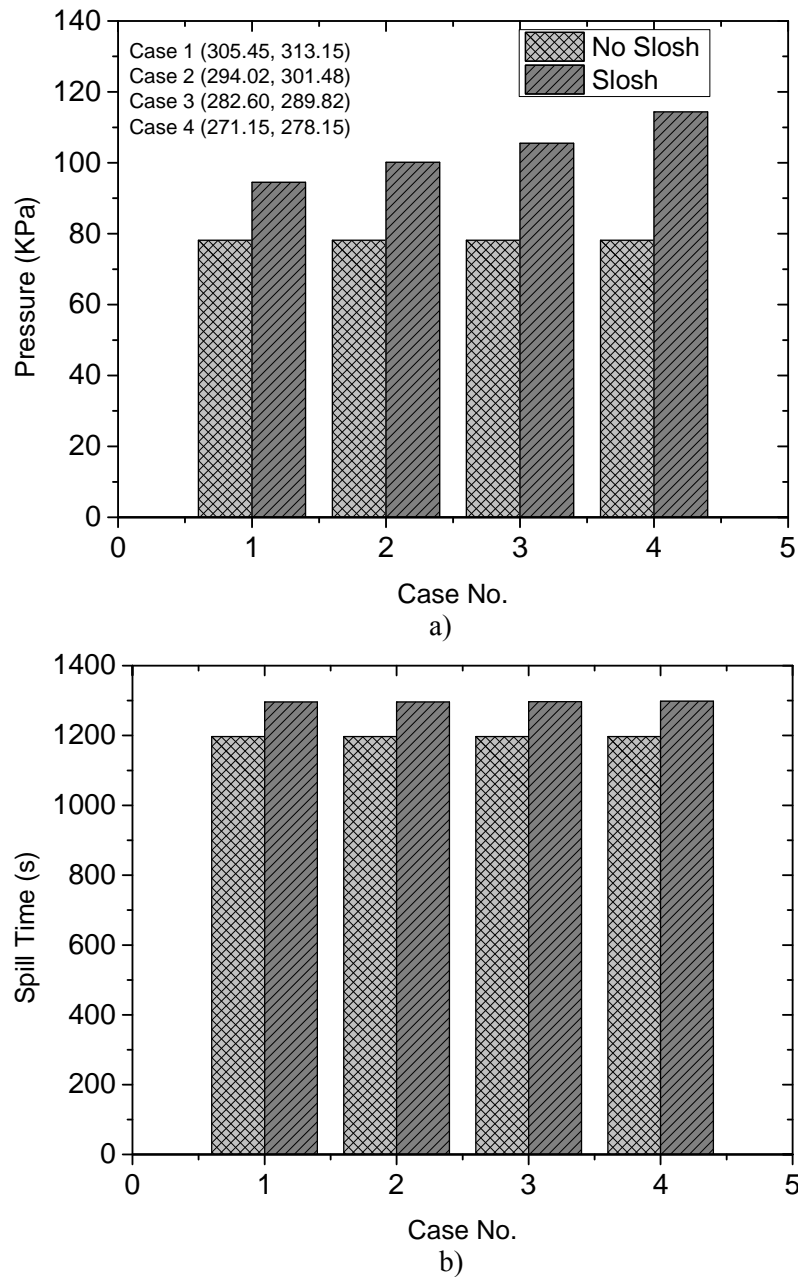 140
120
100
80
60
40
20
0
Pressure (KPa)
Case 1 (305.45, 313.15)
Case 2 (294.02, 301.48)
Case 3 (282.60, 289.82)
Case 4 (271.15, 278.15)
No Slosh
Slosh
0 1 2 3 4 5
Case No.
a)
1400
1200
1000
800
600
400
200
0
Spill Time (s)
0 1 2 3 4 5
Case No.
b)